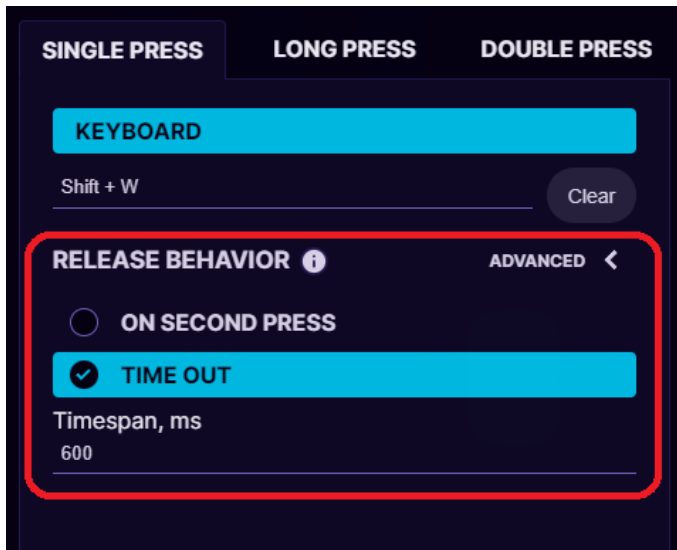 SINGLE PRESS LONG PRESS DOUBLE PRESS
KEYBOARD
Shift + W Clear
RELEASE BEHAVIOR i ADVANCED
ON SECOND PRESS
TIME OUT
Timespan, ms
600